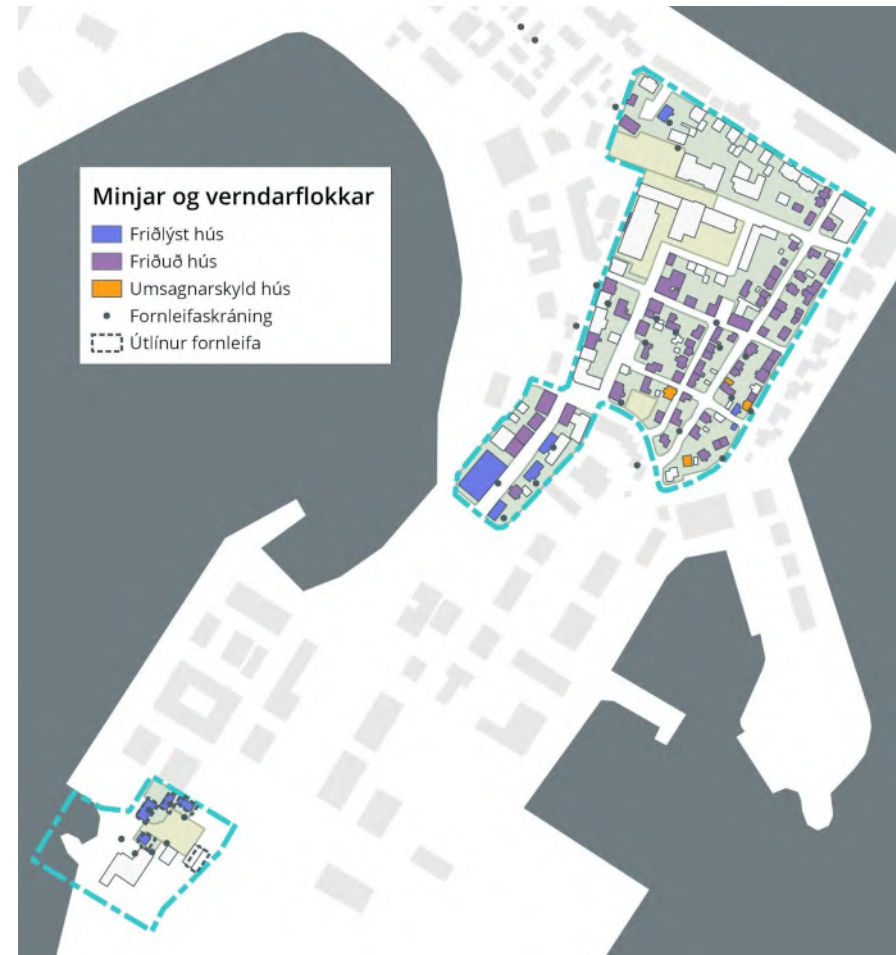 Minjar og verndarflokkar
Friðlýst hús
Friðuð hús
Umsagnarskyld hús
Fornleifaskráning
Útlínur fornleifa